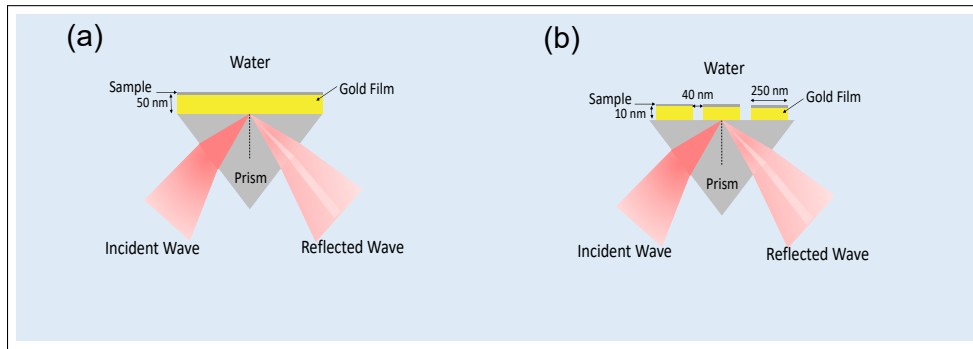 (a)
Water
Sample
50 nm
Gold Film
Prism
Incident Wave
Reflected Wave
(b)
Water
Sample
10 nm
40 nm
250 nm
Gold Film
Prism
Incident Wave
Reflected Wave